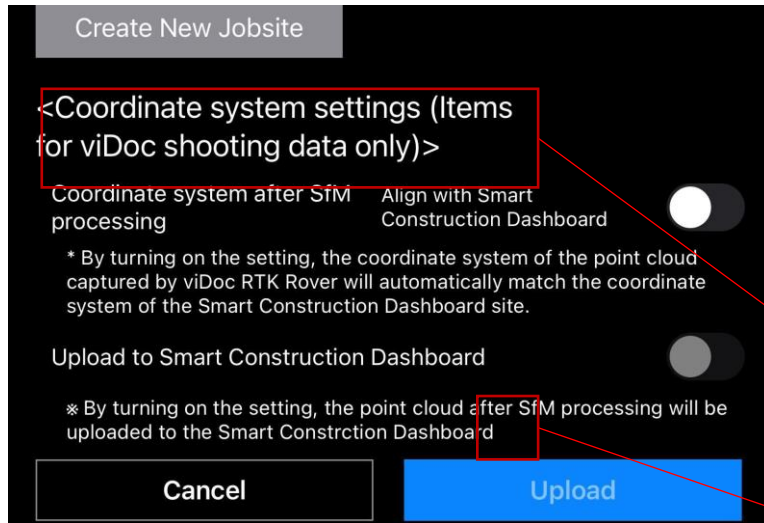 Create New Jobsite
<Coordinate system settings (Items
for viDoc shooting data only)>
Coordinate system after SfM
processing
Align with Smart
Construction Dashboard
* By turning on the setting, the coordinate system of the point cloud
captured by viDoc RTK Rover will automatically match the coordinate
system of the Smart Construction Dashboard site.
Upload to Smart Construction Dashboard
※ By turning on the setting, the point cloud after SfM processing will be
uploaded to the Smart Constrction Dashboard
Cancel
Upload